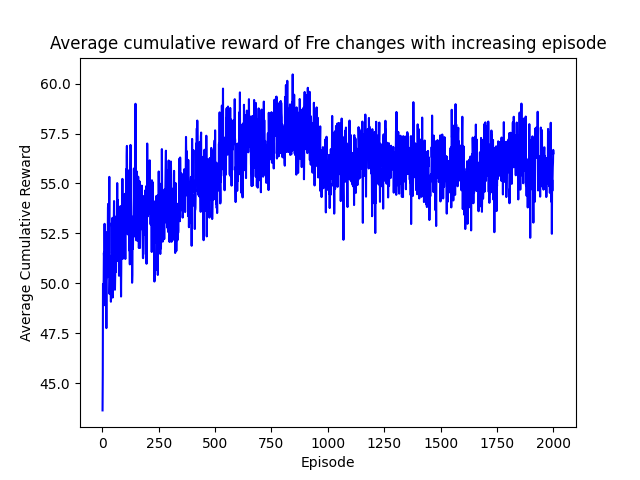 Average cumulative reward of Fre changes with increasing episode
Average Cumulative Reward
60.0
57.5
55.0
52.5
50.0
47.5
45.0
0 250 500 750 1000 1250 1500 1750 2000
Episode